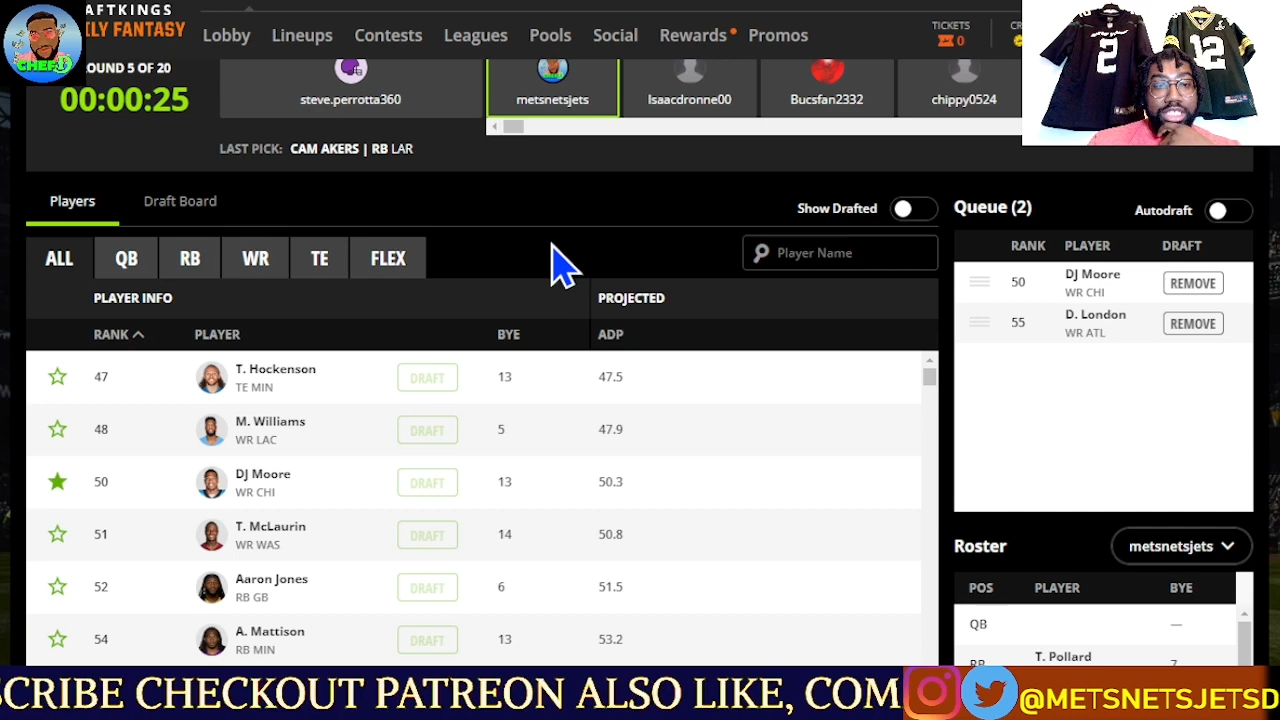 AFTKINGS
ILY FANTASY
CHEF
Lobby Lineups Contests Leagues Pools Social Rewards Promos
TICKETS
0
2 12
OUND 5 OF 20
00:00:25
steve.perrotta360 metsnetsjets Isaacdronne00 Bucsfan2332 chippy0524
LAST PICK: CAM AKERS | RB LAR
Players Draft Board
Show Drafted
Queue (2) Autodraft
ALL QB RB WR TE FLEX
Player Name
RANK PLAYER DRAFT
50 DJ Moore REMOVE
WR CHI
55 D. London REMOVE
WR ATL
PLAYER INFO PROJECTED
RANK PLAYER BYE ADP
47 T. Hockenson DRAFT 13 47.5
TE MIN
48 M. Williams DRAFT 5 47.9
WR LAC
50 DJ Moore DRAFT 13 50.3
WR CHI
51 T. McLaurin DRAFT 14 50.8
WR WAS
52 Aaron Jones DRAFT 6 51.5
RB GB
54 A. Mattison DRAFT 13 53.2
RB MIN
Roster metsnetsjets
POS PLAYER BYE
QB —
RB T. Pollard 7
SCRIBE CHECKOUT PATREON ALSO LIKE, COM
@METSNETSJETSD